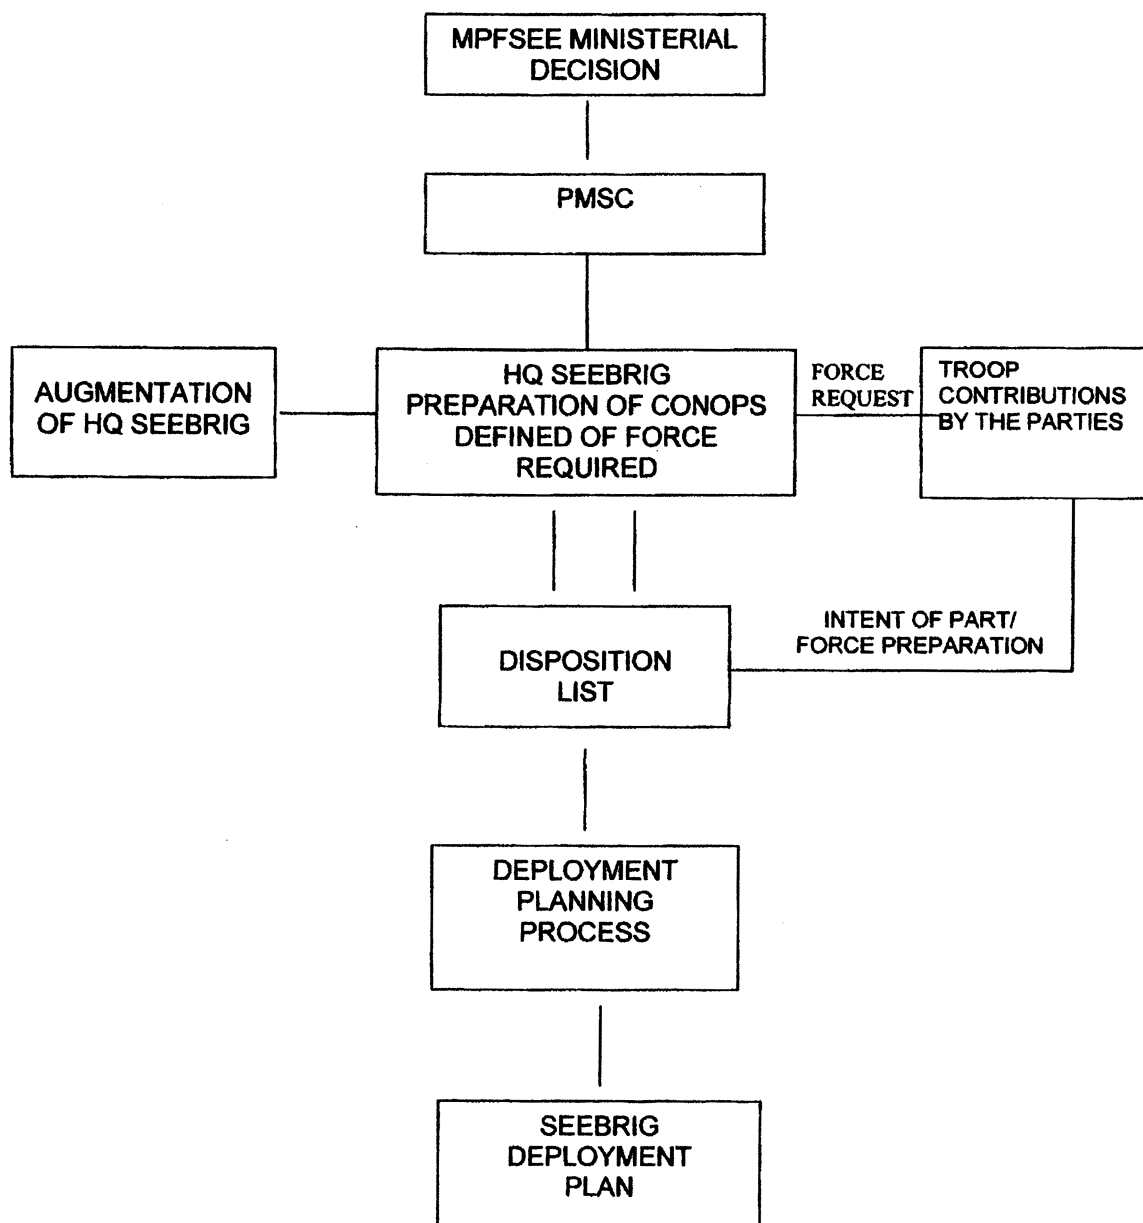 MPFSEE MINISTERIAL
DECISION
PMSC
AUGMENTATION
OF HQ SEEBRIG
HQ SEEBRIG
PREPARATION OF CONOPS
DEFINED OF FORCE
REQUIRED
FORCE
REQUEST
TROOP
CONTRIBUTIONS
BY THE PARTIES
INTENT OF PART/
FORCE PREPARATION
DISPOSITION
LIST
DEPLOYMENT
PLANNING
PROCESS
SEEBRIG
DEPLOYMENT
PLAN